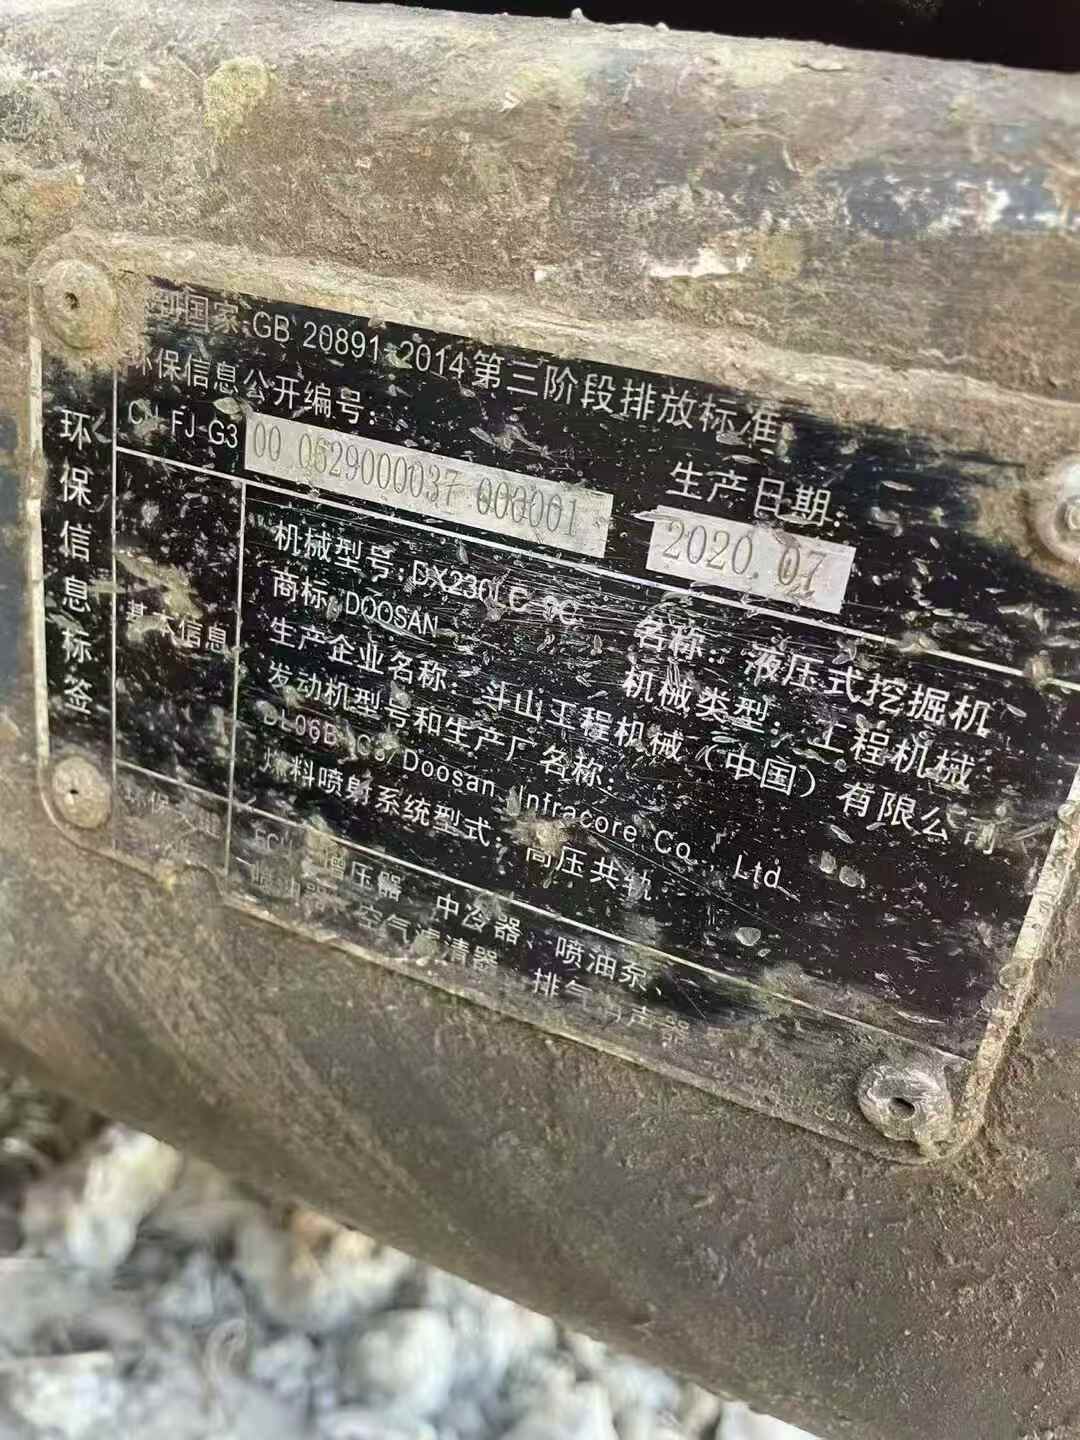 到国家 GB 20891-2014第三阶段排放标准
环保信息公开编号:
CN FJ G3 00 0629000037 000001
生产日期:
2020.07
环保信息标签
基本信息
机械型号:
名称: 液压式挖掘机
商标: DOOSAN
机械类型: 工程机械
生产企业名称: 斗山工程机械(中国)有限公司
发动机型号和生产厂名称:
Doosan Infracore Co., Ltd
燃料喷射系统型式: 高压共轨
增压器、中冷器、喷油泵、
喷油器、空气滤清器、排气消声器